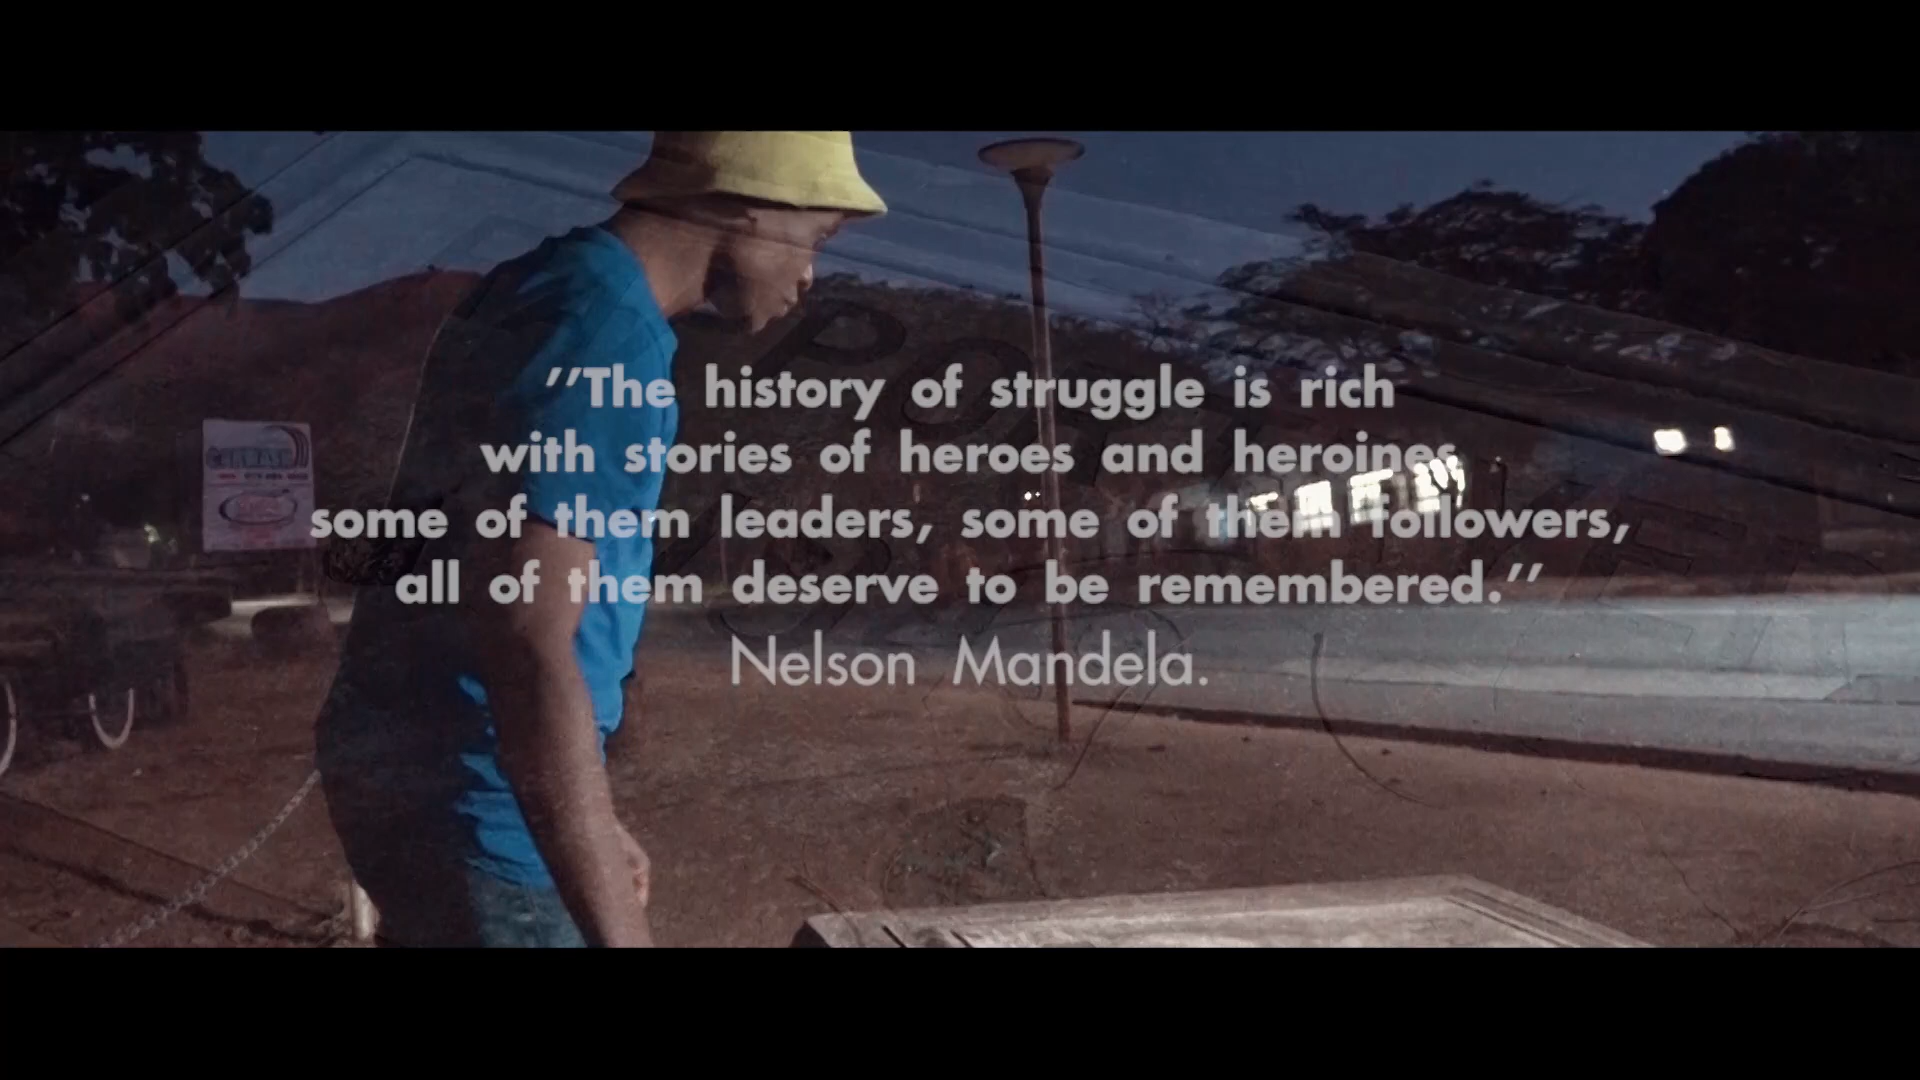 ''The history of struggle is rich
with stories of heroes and heroines
some of them leaders, some of them followers,
all of them deserve to be remembered.''
Nelson Mandela.